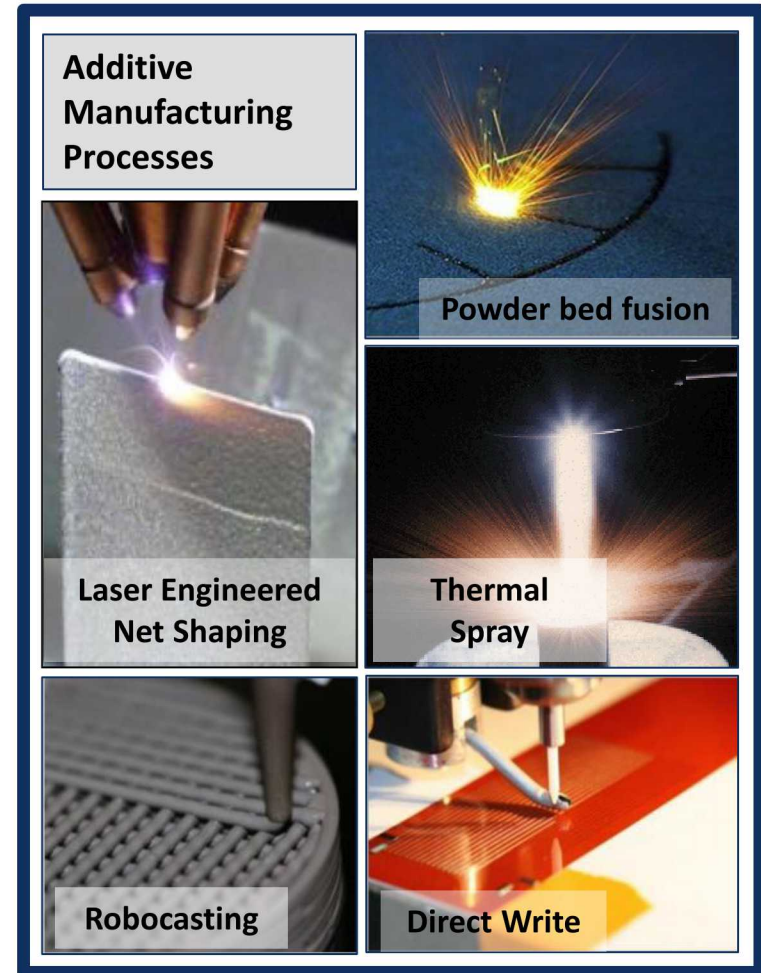 Additive
Manufacturing
Processes
Powder bed fusion
Laser Engineered
Net Shaping
Thermal
Spray
Robocasting
Direct Write